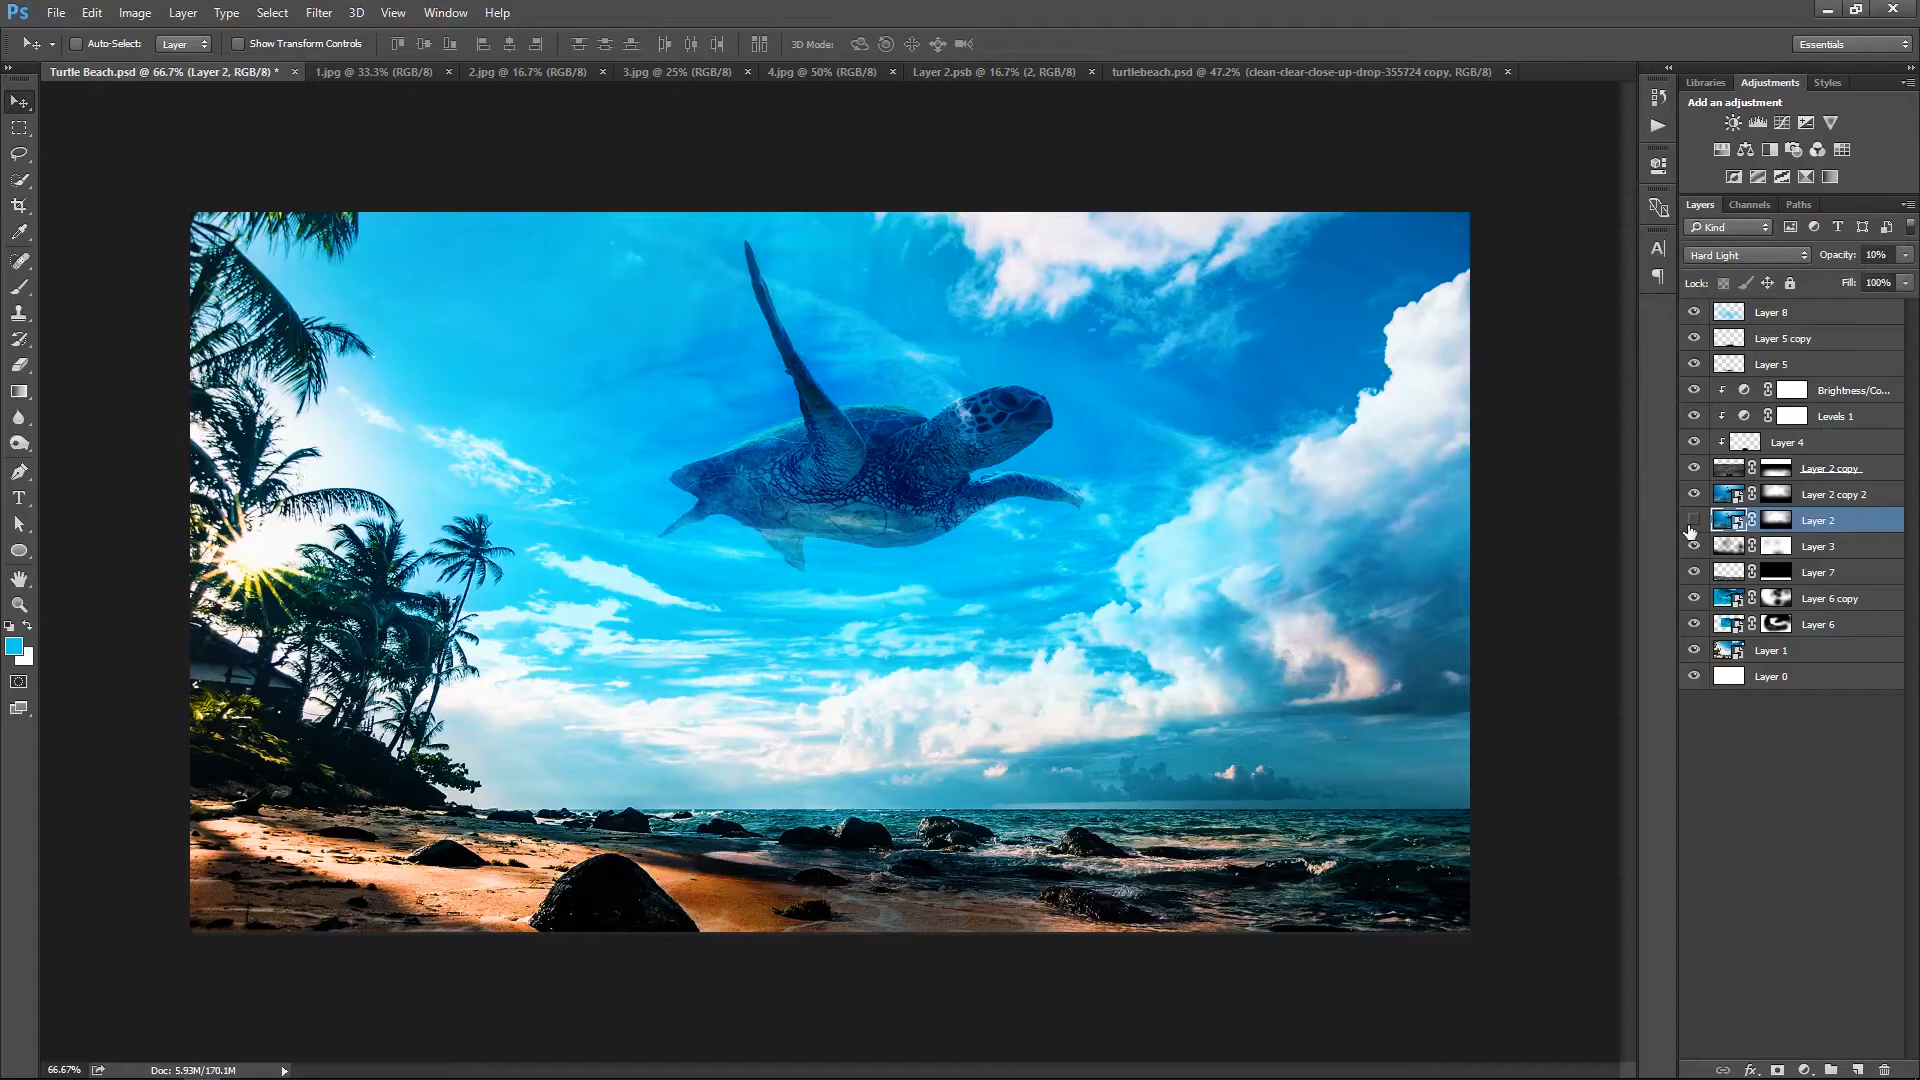 Ps File Edit Image Layer Type Select Filter 3D View Window Help
Auto-Select: Layer Show Transform Controls 3D Mode: Essentials
Turtle Beach.psd @ 66.7% (Layer 2, RGB/8) * × 1.jpg @ 33.3% (RGB/8) × 2.jpg @ 16.7% (RGB/8) × 3.jpg @ 25% (RGB/8) × 4.jpg @ 50% (RGB/8) × Layer 2.psb @ 16.7% (2, RGB/8) × turtlebeach.psd @ 47.2% (clean-clear-close-up-drop-355724 copy, RGB/8) ×
Libraries Adjustments Styles
Add an adjustment
Layers Channels Paths
Kind
Hard Light Opacity: 10%
Lock: Fill: 100%
Layer 8
Layer 5 copy
Layer 5
Brightness/Co...
Levels 1
Layer 4
Layer 2 copy
Layer 2 copy 2
Layer 2
Layer 3
Layer 7
Layer 6 copy
Layer 6
Layer 1
Layer 0
66.67% Doc: 5.93M/170.1M